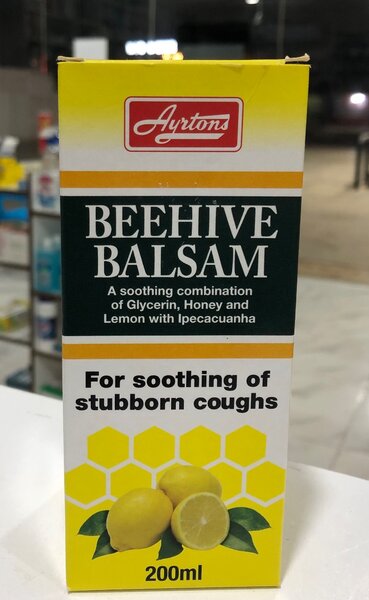 Ayrtons
BEEHIVE
BALSAM
A soothing combination
of Glycerin, Honey and
Lemon with Ipecacuanha
For soothing of
stubborn coughs
200ml